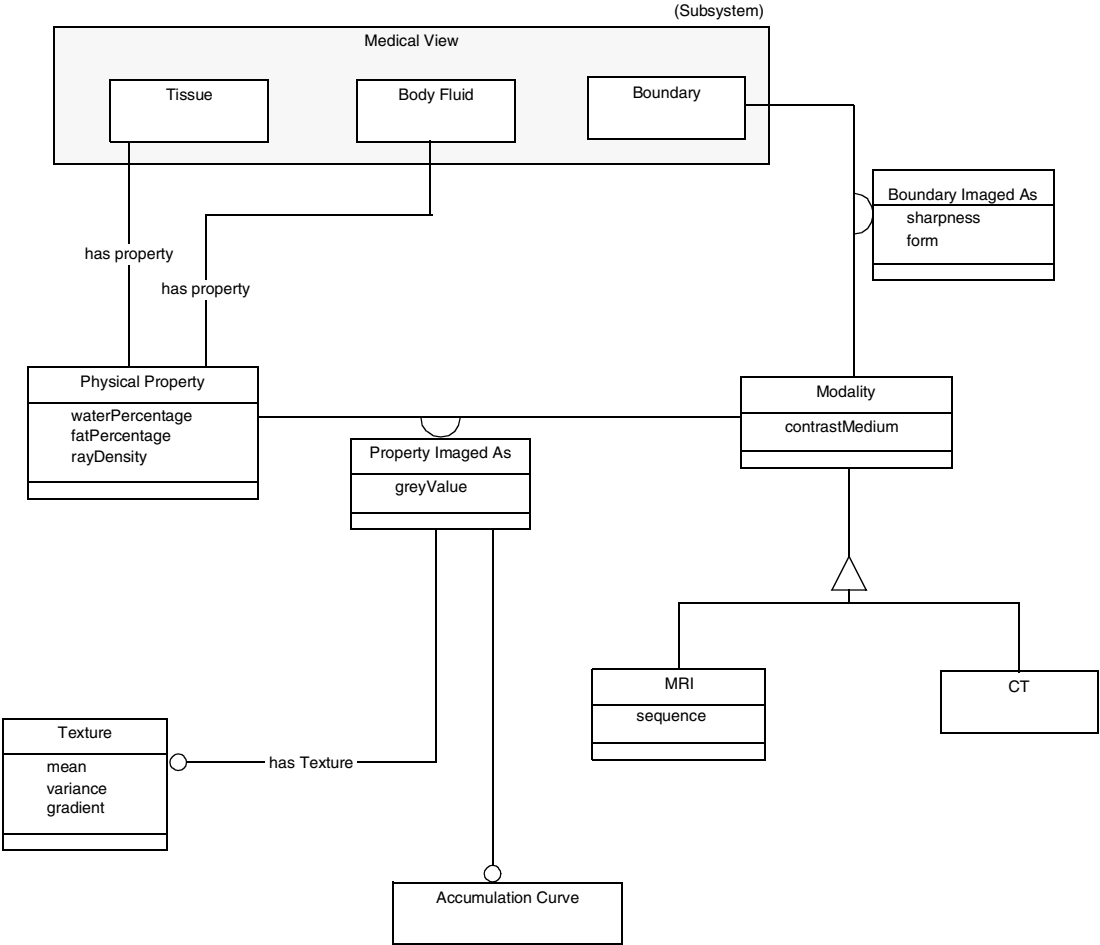 (Subsystem)
Medical View
Tissue
Body Fluid
Boundary
Boundary Imaged As
sharpness
form
has property
has property
Physical Property
waterPercentage
fatPercentage
rayDensity
Modality
contrastMedium
Property Imaged As
greyValue
MRI
sequence
CT
Texture
mean
variance
gradient
has Texture
Accumulation Curve